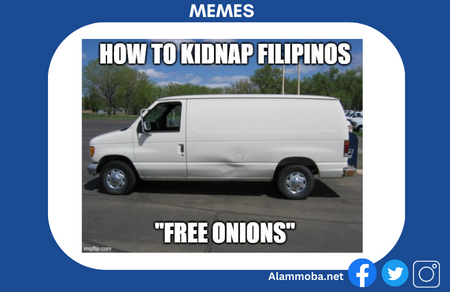 MEMES
HOW TO KIDNAP FILIPINOS
"FREE ONIONS"
imgflip.com
Alammoba.net